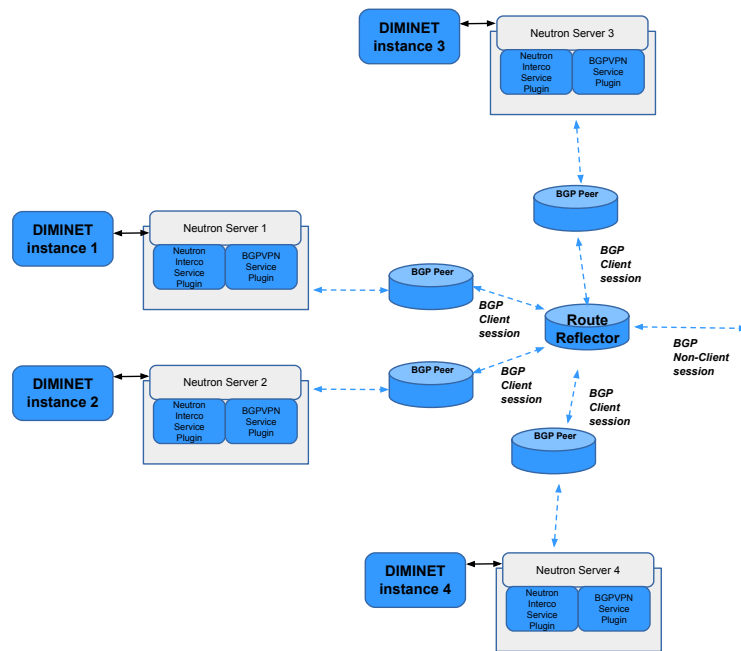 DIMINET
instance 3
Neutron Server 3
Neutron
Interco
Service
Plugin
BGPVPN
Service
Plugin
BGP Peer
DIMINET
instance 1
Neutron Server 1
Neutron
Interco
Service
Plugin
BGPVPN
Service
Plugin
BGP Peer
BGP
Client
session
BGP
Client
session
Route
Reflector
BGP
Non-Client
session
DIMINET
instance 2
Neutron Server 2
Neutron
Interco
Service
Plugin
BGPVPN
Service
Plugin
BGP Peer
BGP
Client
session
BGP
Client
session
BGP Peer
DIMINET
instance 4
Neutron Server 4
Neutron
Interco
Service
Plugin
BGPVPN
Service
Plugin